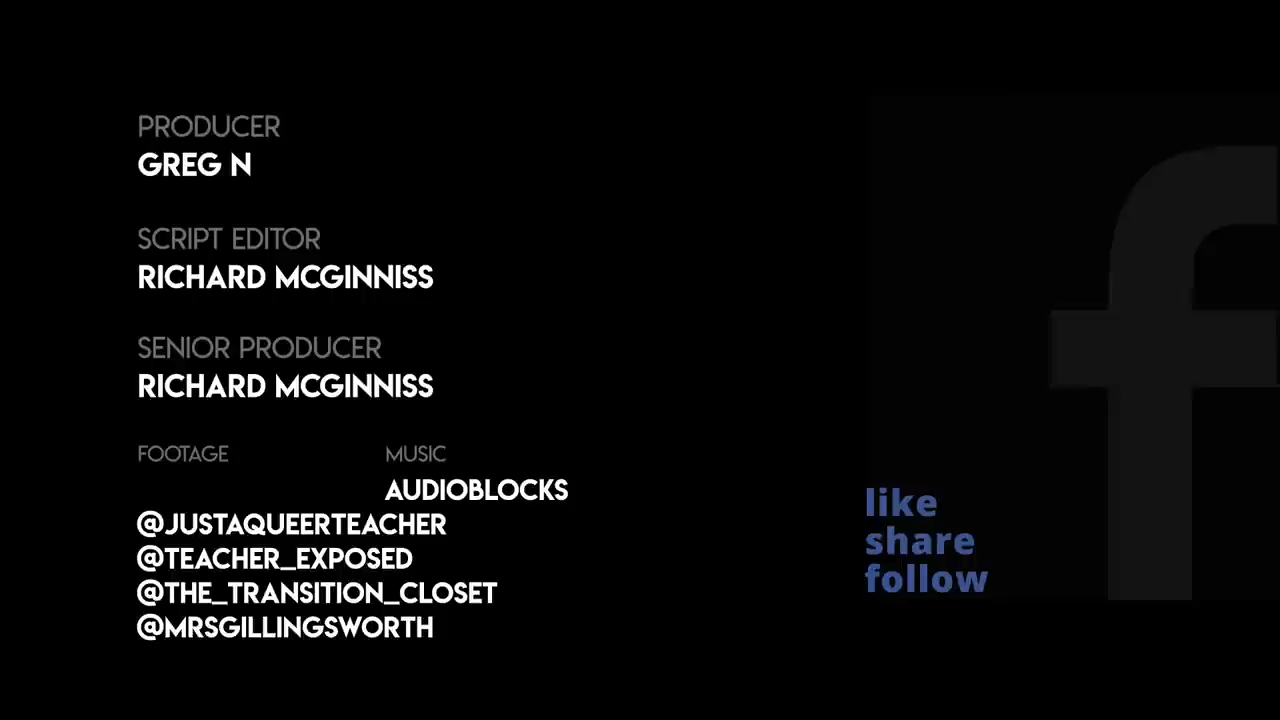 PRODUCER
GREG N
SCRIPT EDITOR
RICHARD MCGINNISS
SENIOR PRODUCER
RICHARD MCGINNISS
FOOTAGE
MUSIC
AUDIOBLOCKS
@JUSTAQUEERTEACHER
@TEACHER_EXPOSED
@THE_TRANSITION_CLOSET
@MRSGILLINGSWORTH
f
like
share
follow